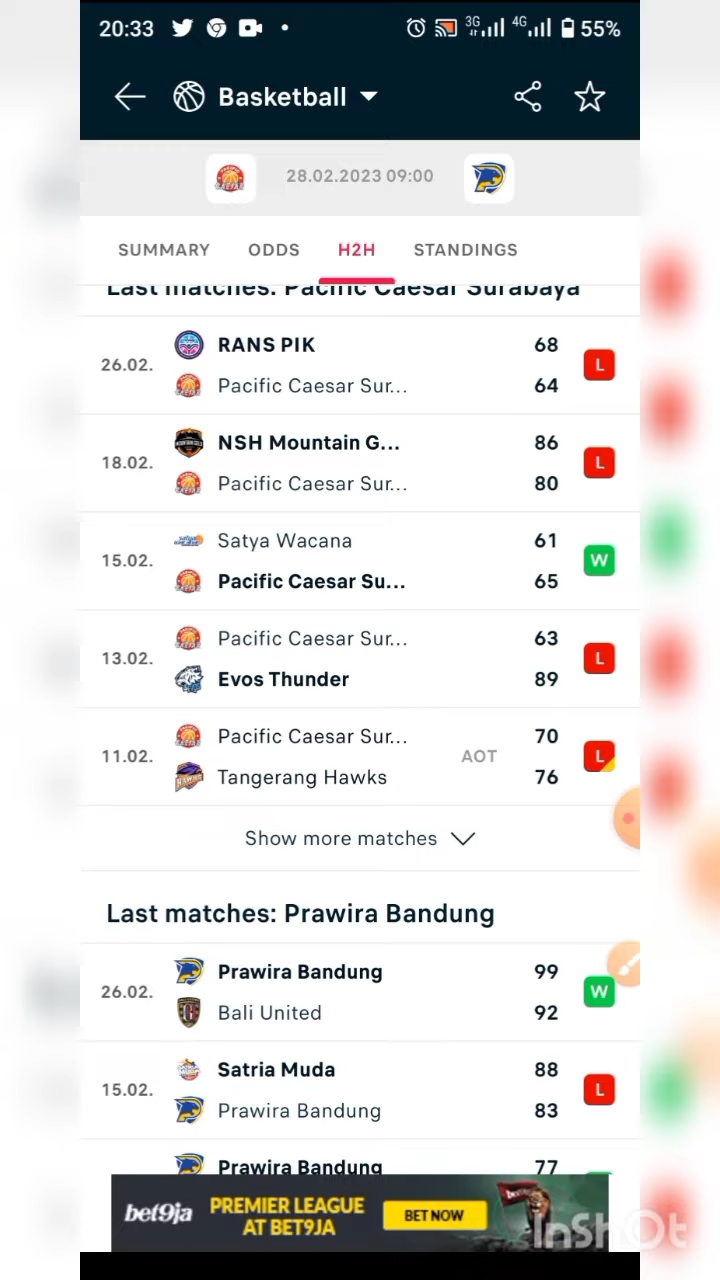 20:33 3G 4G 55%
Basketball
28.02.2023 09:00
SUMMARY ODDS H2H STANDINGS
Last matches: Pacific Caesar Surabaya
RANS PIK 68
26.02. L
Pacific Caesar Sur... 64
NSH Mountain G... 86
18.02. L
Pacific Caesar Sur... 80
Satya Wacana 61
15.02. W
Pacific Caesar Su... 65
Pacific Caesar Sur... 63
13.02. L
Evos Thunder 89
Pacific Caesar Sur... 70
11.02. AOT L
Tangerang Hawks 76
Show more matches
Last matches: Prawira Bandung
Prawira Bandung 99
26.02. W
Bali United 92
Satria Muda 88
15.02. L
Prawira Bandung 83
Prawira Bandung 77
bet9ja PREMIER LEAGUE AT BET9JA BET NOW
InShOt